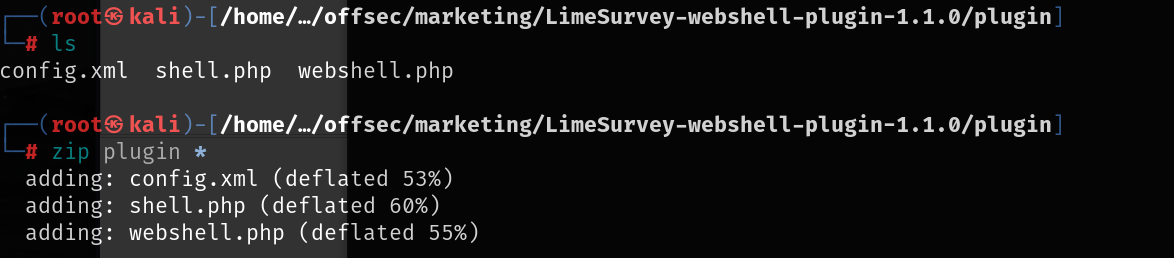 ┌──(root㉿kali)-[/home/…/offsec/marketing/LimeSurvey-webshell-plugin-1.1.0/plugin]
└─# ls
config.xml  shell.php  webshell.php
┌──(root㉿kali)-[/home/…/offsec/marketing/LimeSurvey-webshell-plugin-1.1.0/plugin]
└─# zip plugin *
  adding: config.xml (deflated 53%)
  adding: shell.php (deflated 60%)
  adding: webshell.php (deflated 55%)